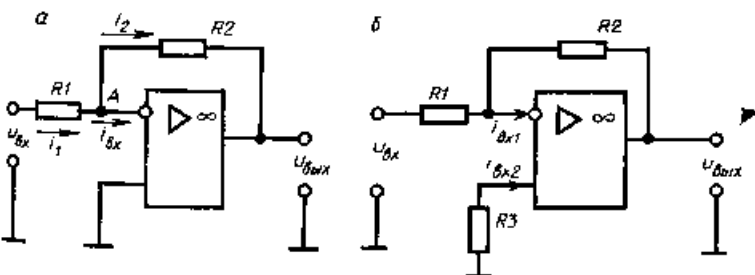 а
i₂
R2
R1
A
▷ ∞
uвх
i₁
iвх
uвых
б
R2
R1
▷ ∞
iвх1
uвх
iвх2
uвых
R3